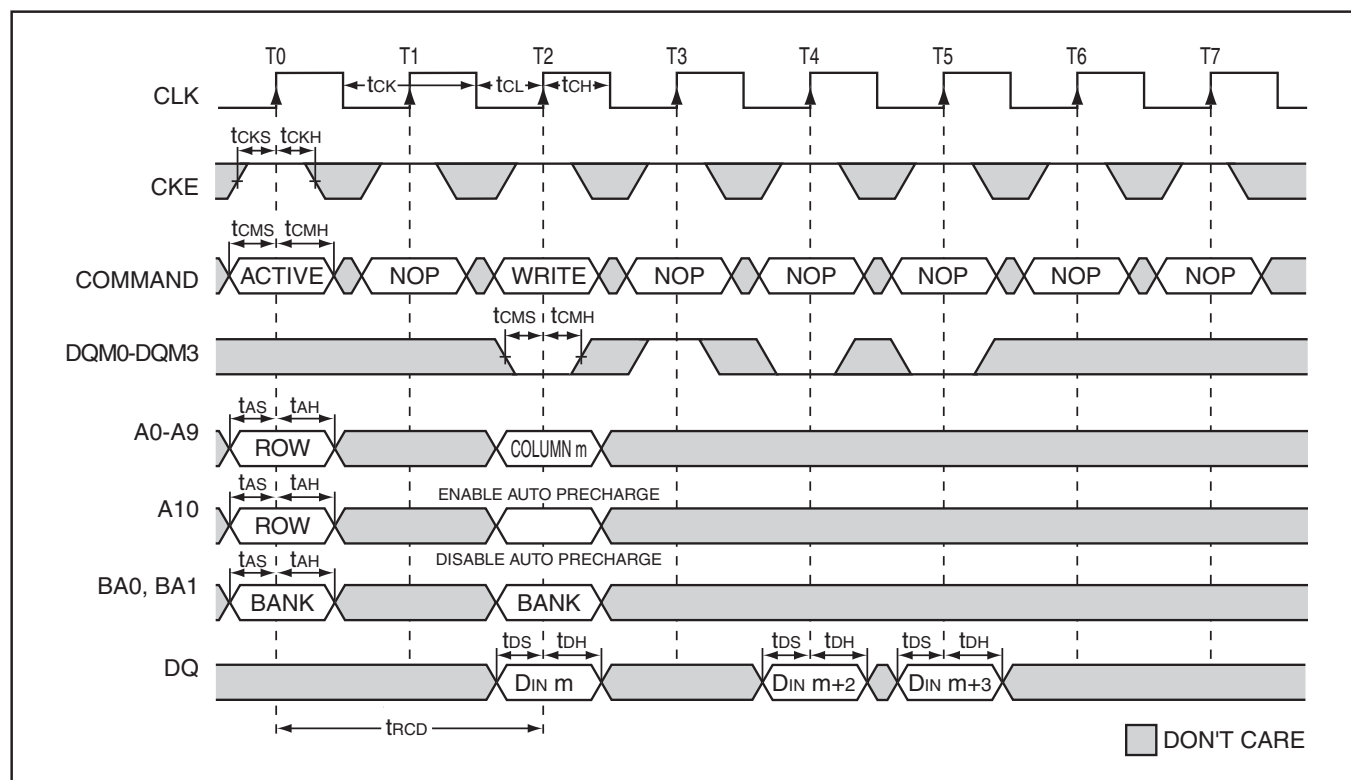 T0 T1 T2 T3 T4 T5 T6 T7
CLK
tCK tCL tCH
tCKS tCKH
CKE
tCMS tCMH
COMMAND ACTIVE NOP WRITE NOP NOP NOP NOP NOP
tCMS tCMH
DQM0-DQM3
tAS tAH
A0-A9 ROW COLUMN m
tAS tAH ENABLE AUTO PRECHARGE
A10 ROW
tAS tAH DISABLE AUTO PRECHARGE
BA0, BA1 BANK BANK
tDS tDH tDS tDH tDS tDH
DQ DIN m DIN m+2 DIN m+3
tRCD
DON'T CARE